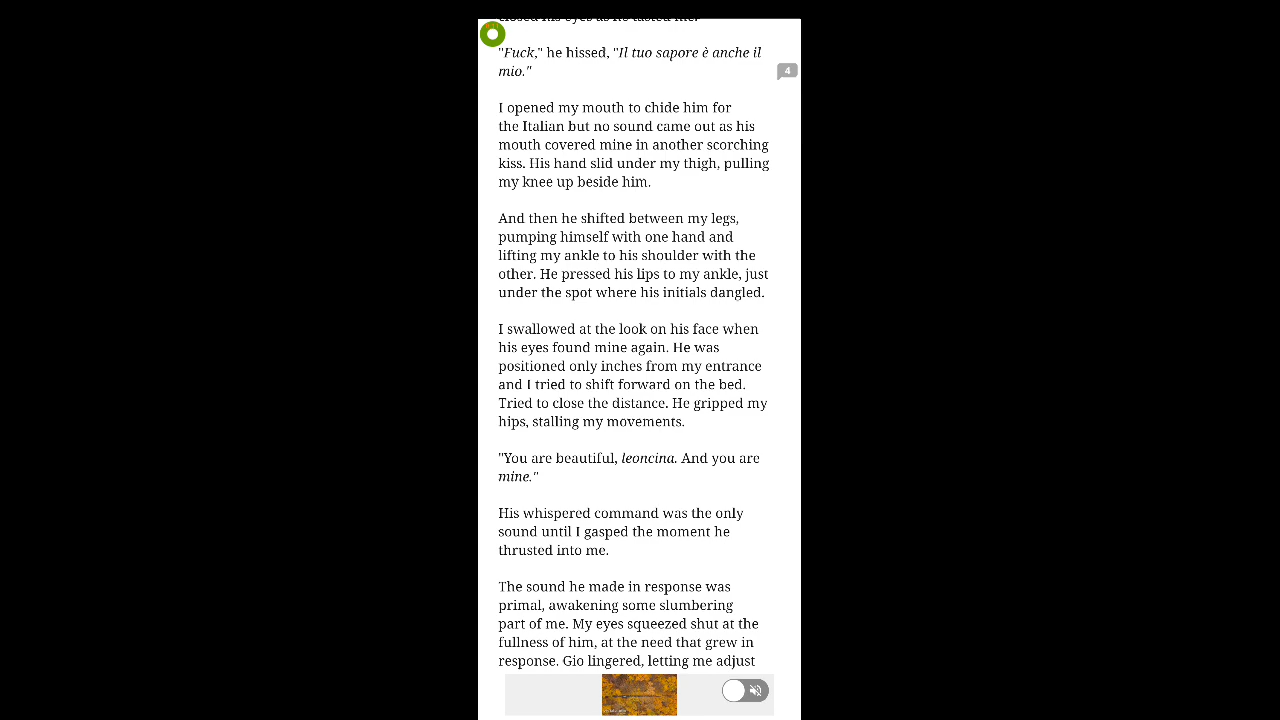 closed his eyes as he tasted me.
"Fuck," he hissed, "Il tuo sapore è anche il
mio."
4
I opened my mouth to chide him for
the Italian but no sound came out as his
mouth covered mine in another scorching
kiss. His hand slid under my thigh, pulling
my knee up beside him.
And then he shifted between my legs,
pumping himself with one hand and
lifting my ankle to his shoulder with the
other. He pressed his lips to my ankle, just
under the spot where his initials dangled.
I swallowed at the look on his face when
his eyes found mine again. He was
positioned only inches from my entrance
and I tried to shift forward on the bed.
Tried to close the distance. He gripped my
hips, stalling my movements.
"You are beautiful, leoncina. And you are
mine."
His whispered command was the only
sound until I gasped the moment he
thrusted into me.
The sound he made in response was
primal, awakening some slumbering
part of me. My eyes squeezed shut at the
fullness of him, at the need that grew in
response. Gio lingered, letting me adjust